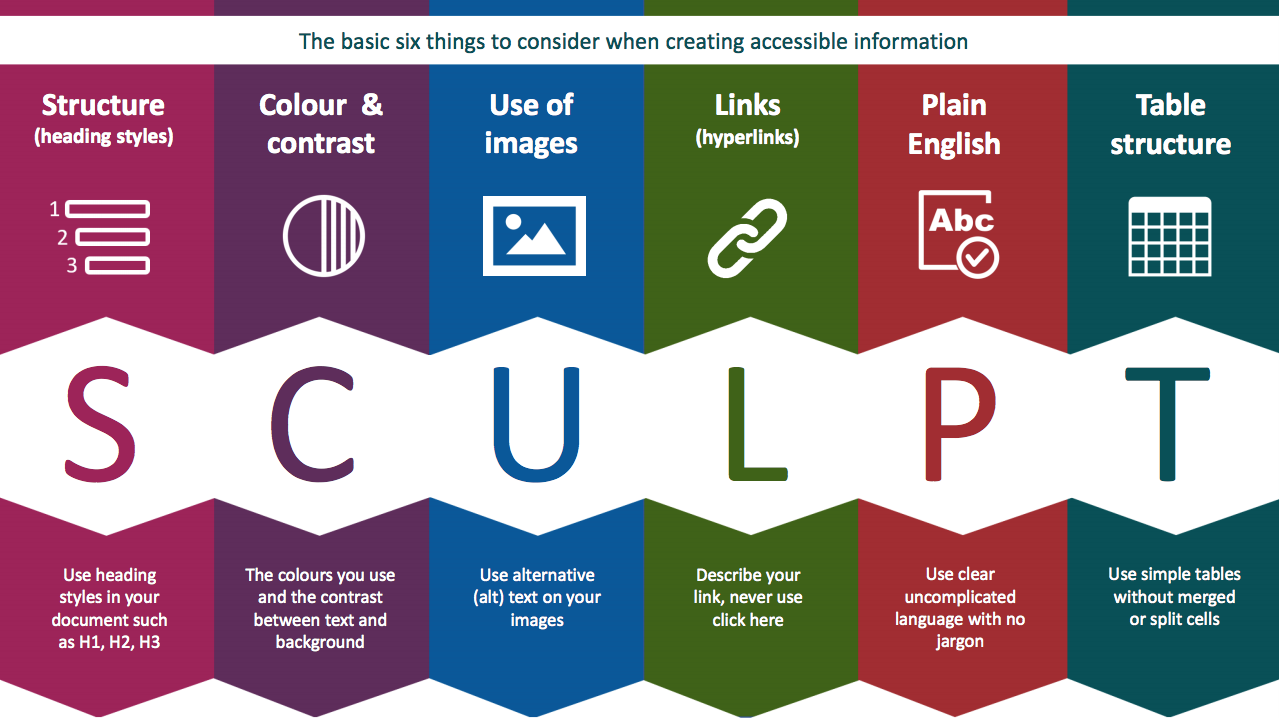 The basic six things to consider when creating accessible information
Structure
(heading styles)
1
2
3
S
Use heading
styles in your
document such
as H1, H2, H3
Colour &
contrast
C
The colours you use
and the contrast
between text and
background
Use of
images
U
Use alternative
(alt) text on your
images
Links
(hyperlinks)
L
Describe your
link, never use
click here
Plain
English
Abc
P
Use clear
uncomplicated
language with no
jargon
Table
structure
T
Use simple tables
without merged
or split cells